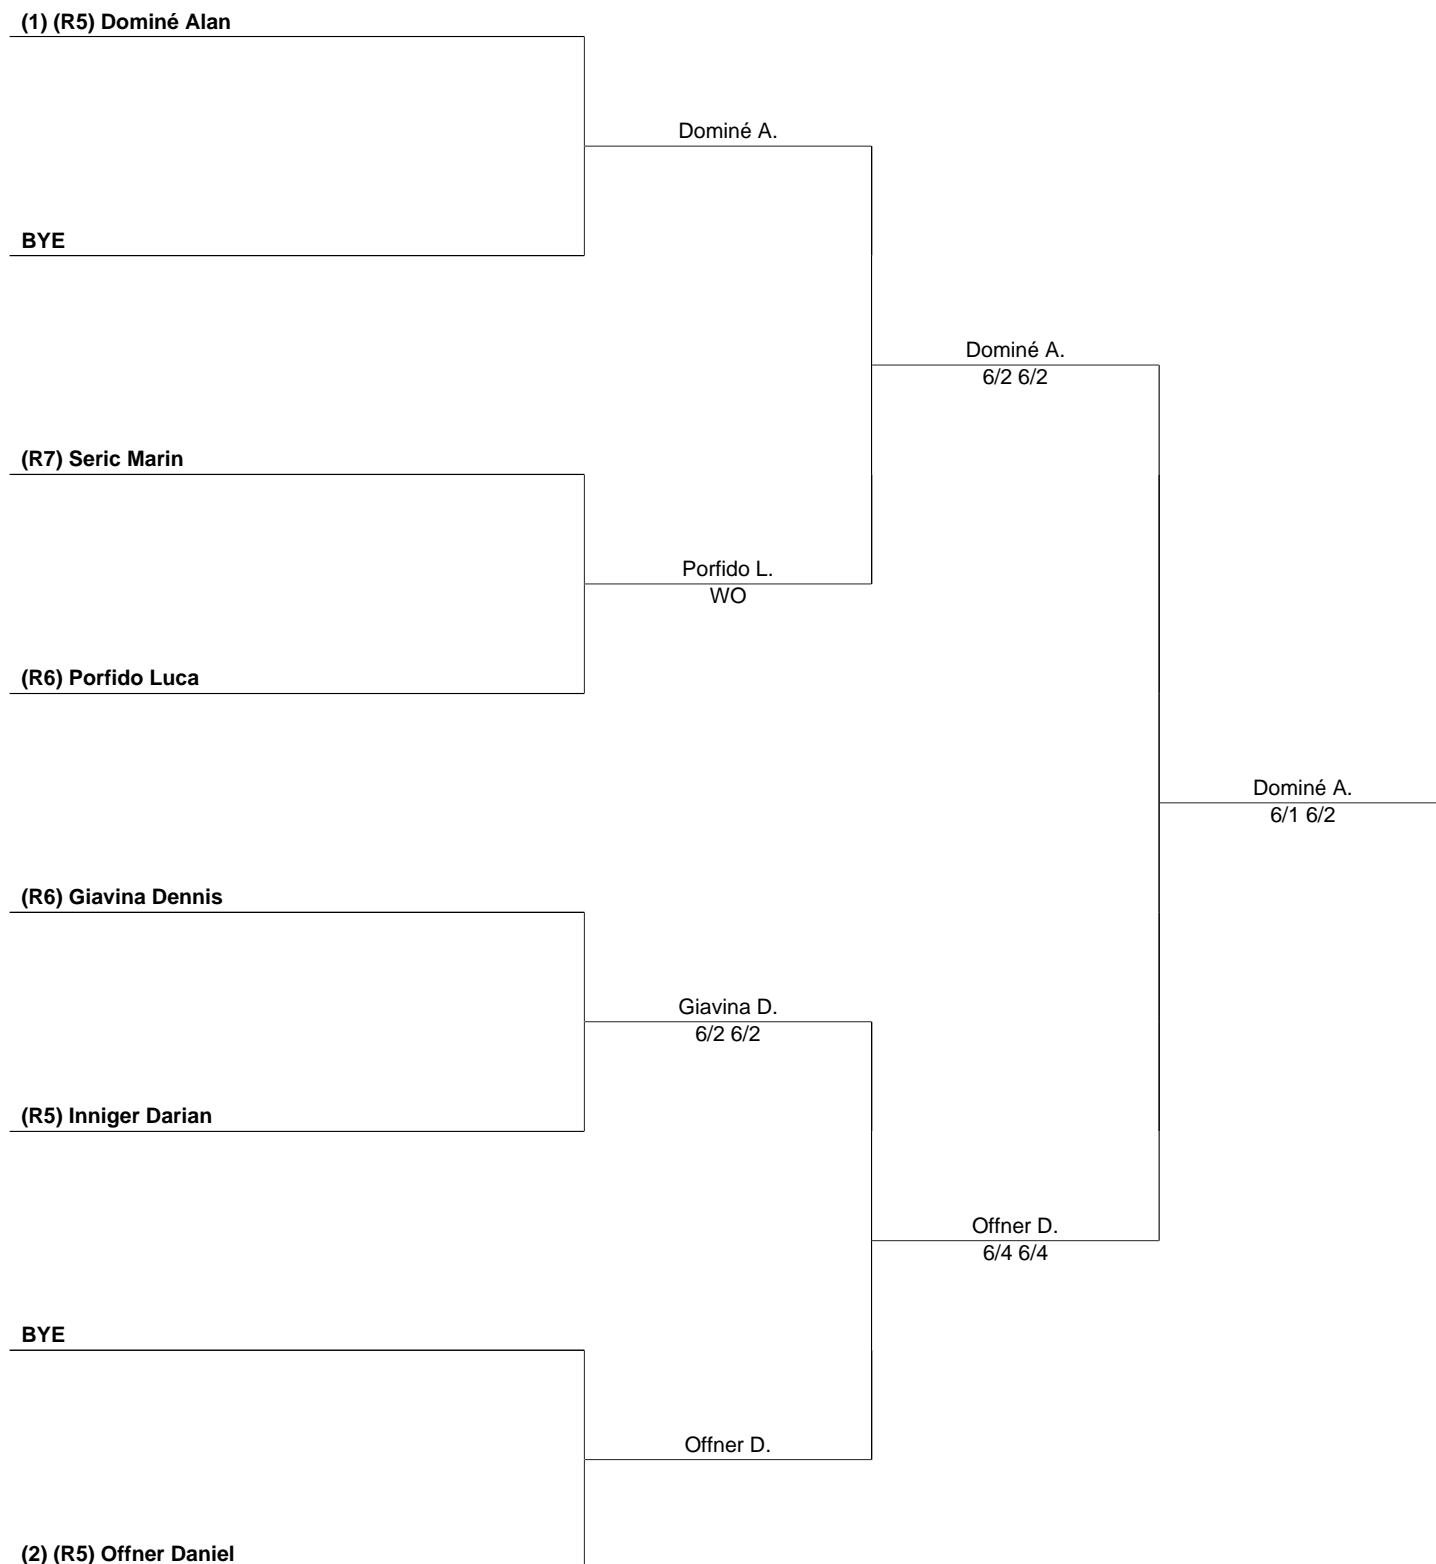 (1) (R5) Dominé Alan
Dominé A.
BYE
Dominé A.
6/2 6/2
(R7) Seric Marin
Porfido L.
WO
(R6) Porfido Luca
Dominé A.
6/1 6/2
(R6) Giavina Dennis
Giavina D.
6/2 6/2
(R5) Inniger Darian
Offner D.
6/4 6/4
BYE
Offner D.
(2) (R5) Offner Daniel